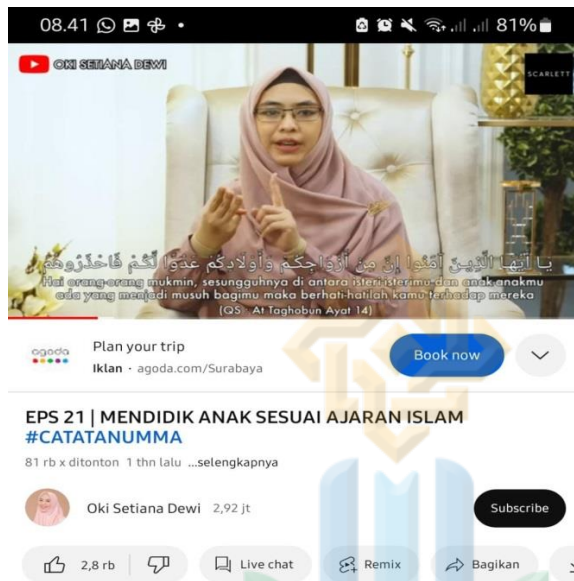 08.41
81%
OKI SETIANA DEWI
SCARLETT
يَا أَيُّهَا الَّذِينَ آمَنُوا إِنَّ مِنْ أَزْوَاجِكُمْ وَأَوْلَادِكُمْ عَدُوًّا لَّكُمْ فَاحْذَرُوهُمْ
Hai orang-orang mukmin, sesungguhnya di antara isteri-isterimu dan anak-anakmu
ada yang menjadi musuh bagimu maka berhati-hatilah kamu terhadap mereka
(QS : At Taghobun Ayat 14)
agoda
Plan your trip
Iklan · agoda.com/Surabaya
Book now
EPS 21 | MENDIDIK ANAK SESUAI AJARAN ISLAM
#CATATANUMMA
81 rb x ditonton 1 thn lalu ...selengkapnya
Oki Setiana Dewi 2,92 jt
Subscribe
2,8 rb
Live chat
Remix
Bagikan